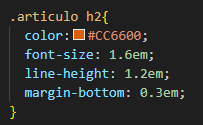 .articulo h2{
color:#CC6600;
font-size: 1.6em;
line-height: 1.2em;
margin-bottom: 0.3em;
}